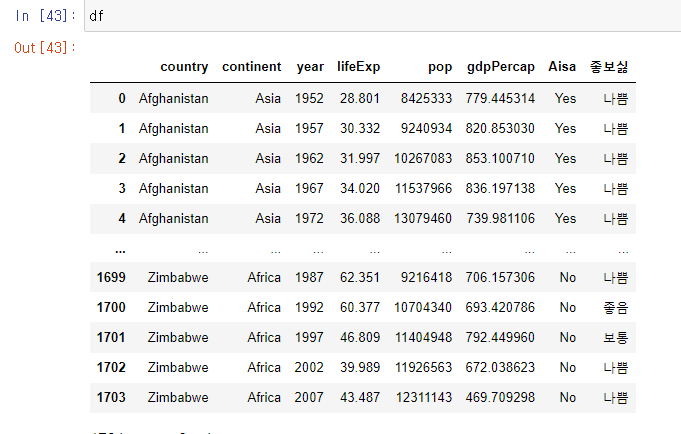 In [43]: df
Out[43]:
country continent year lifeExp pop gdpPercap Aisa 좋보싫
0 Afghanistan Asia 1952 28.801 8425333 779.445314 Yes 나쁨
1 Afghanistan Asia 1957 30.332 9240934 820.853030 Yes 나쁨
2 Afghanistan Asia 1962 31.997 10267083 853.100710 Yes 나쁨
3 Afghanistan Asia 1967 34.020 11537966 836.197138 Yes 나쁨
4 Afghanistan Asia 1972 36.088 13079460 739.981106 Yes 나쁨
... ... ... ... ... ... ... ... ...
1699 Zimbabwe Africa 1987 62.351 9216418 706.157306 No 나쁨
1700 Zimbabwe Africa 1992 60.377 10704340 693.420786 No 좋음
1701 Zimbabwe Africa 1997 46.809 11404948 792.449960 No 보통
1702 Zimbabwe Africa 2002 39.989 11926563 672.038623 No 나쁨
1703 Zimbabwe Africa 2007 43.487 12311143 469.709298 No 나쁨